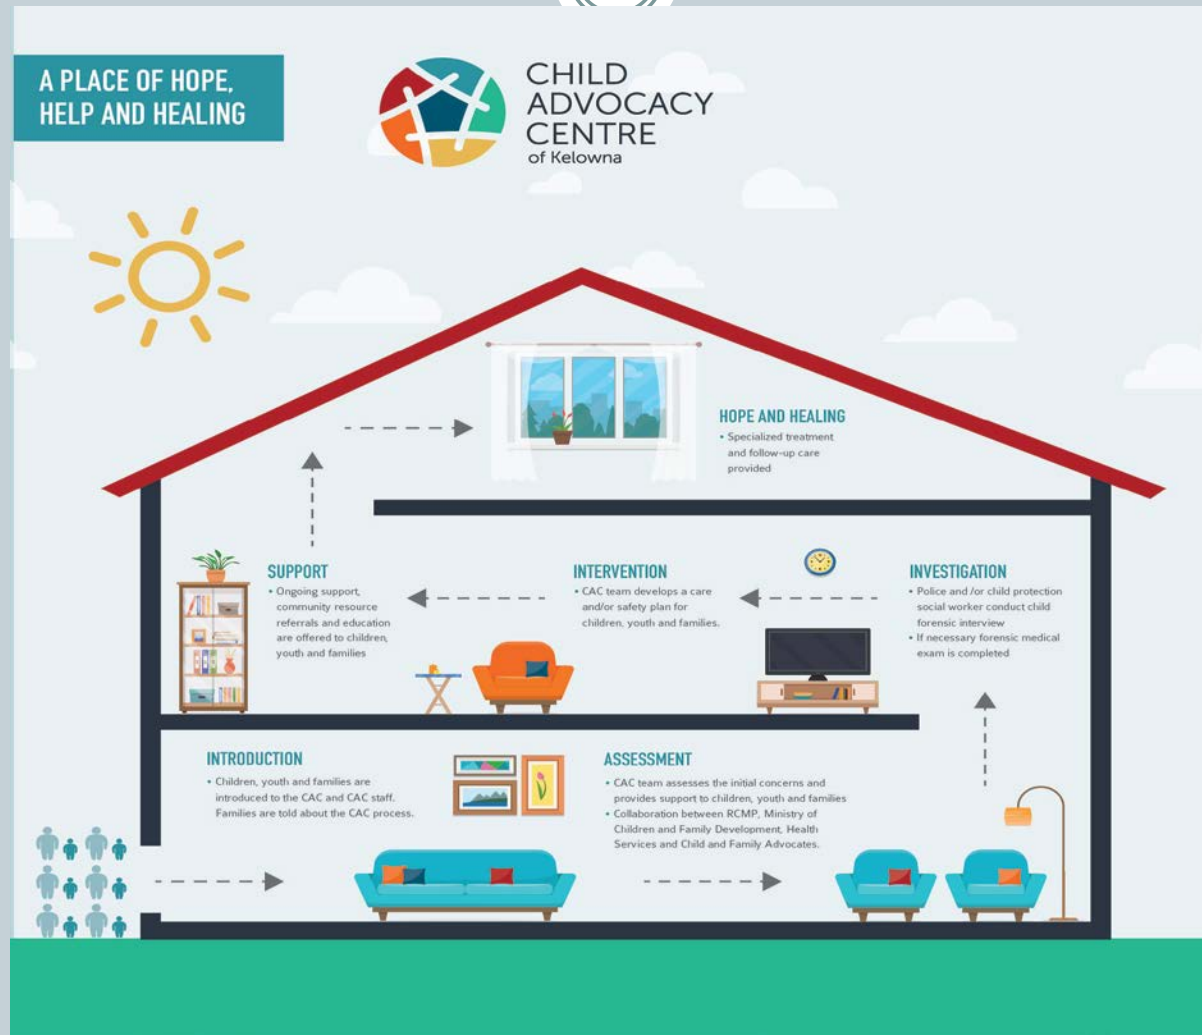 A PLACE OF HOPE,
HELP AND HEALING
CHILD
ADVOCACY
CENTRE
of Kelowna
HOPE AND HEALING
• Specialized treatment
and follow-up care
provided
SUPPORT
• Ongoing support,
community resource
referrals and education
are offered to children,
youth and families
INTERVENTION
• CAC team develops a care
and/or safety plan for
children, youth and families.
INVESTIGATION
• Police and /or child protection
social worker conduct child
forensic interview
• If necessary forensic medical
exam is completed
INTRODUCTION
• Children, youth and families are
introduced to the CAC and CAC staff.
Families are told about the CAC process.
ASSESSMENT
• CAC team assesses the initial concerns and
provides support to children, youth and families
• Collaboration between RCMP, Ministry of
Children and Family Development, Health
Services and Child and Family Advocates.